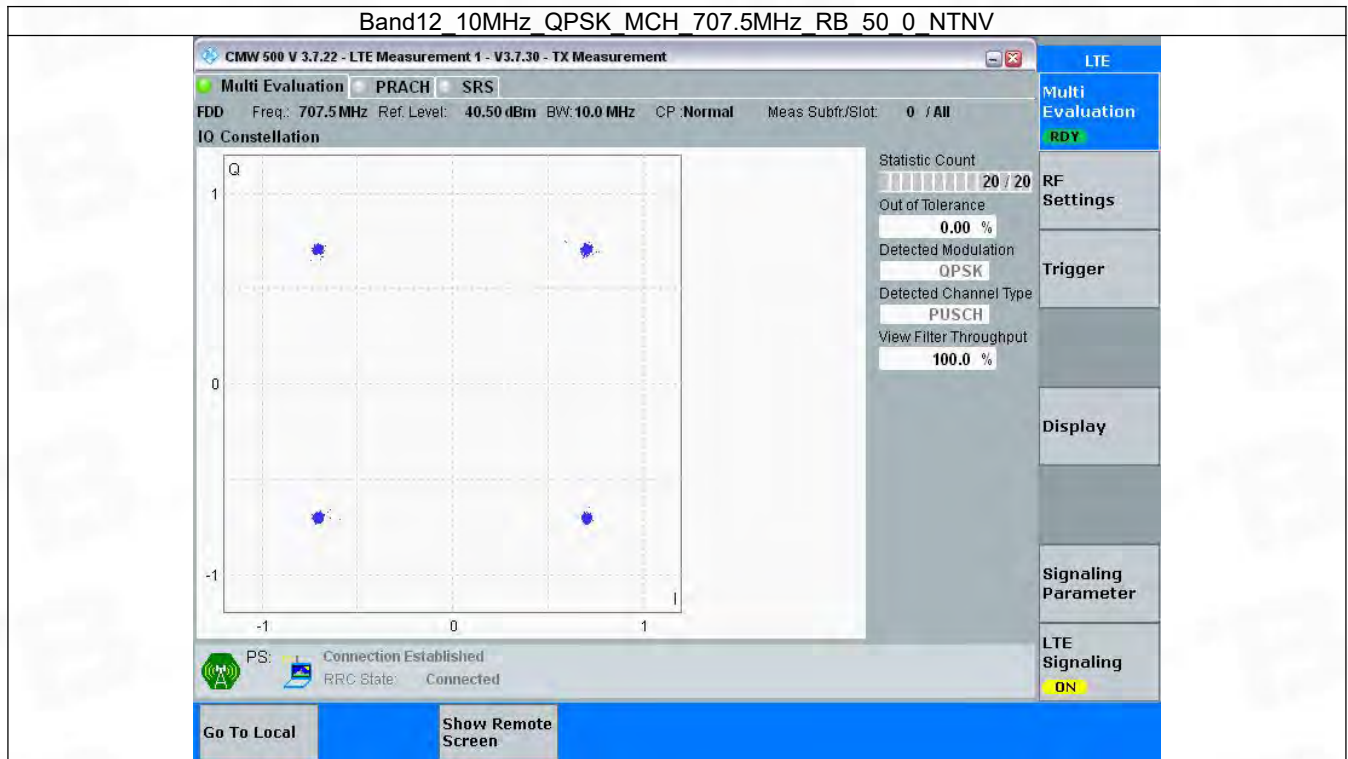 Band12_10MHz_QPSK_MCH_707.5MHz_RB_50_0_NTNV
CMW 500 V 3.7.22 - LTE Measurement 1 - V3.7.30 - TX Measurement
LTE
Multi Evaluation PRACH SRS
FDD Freq.: 707.5 MHz Ref. Level: 40.50 dBm BW: 10.0 MHz CP :Normal Meas Subfr./Slot: 0 / All
IQ Constellation
Q
1
0
-1
I
-1 0 1
Statistic Count
20 / 20
Out of Tolerance
0.00 %
Detected Modulation
QPSK
Detected Channel Type
PUSCH
View Filter Throughput
100.0 %
Multi
Evaluation
RDY
RF
Settings
Trigger
Display
Signaling
Parameter
LTE
Signaling
ON
PS: Connection Established
RRC State: Connected
Go To Local
Show Remote
Screen